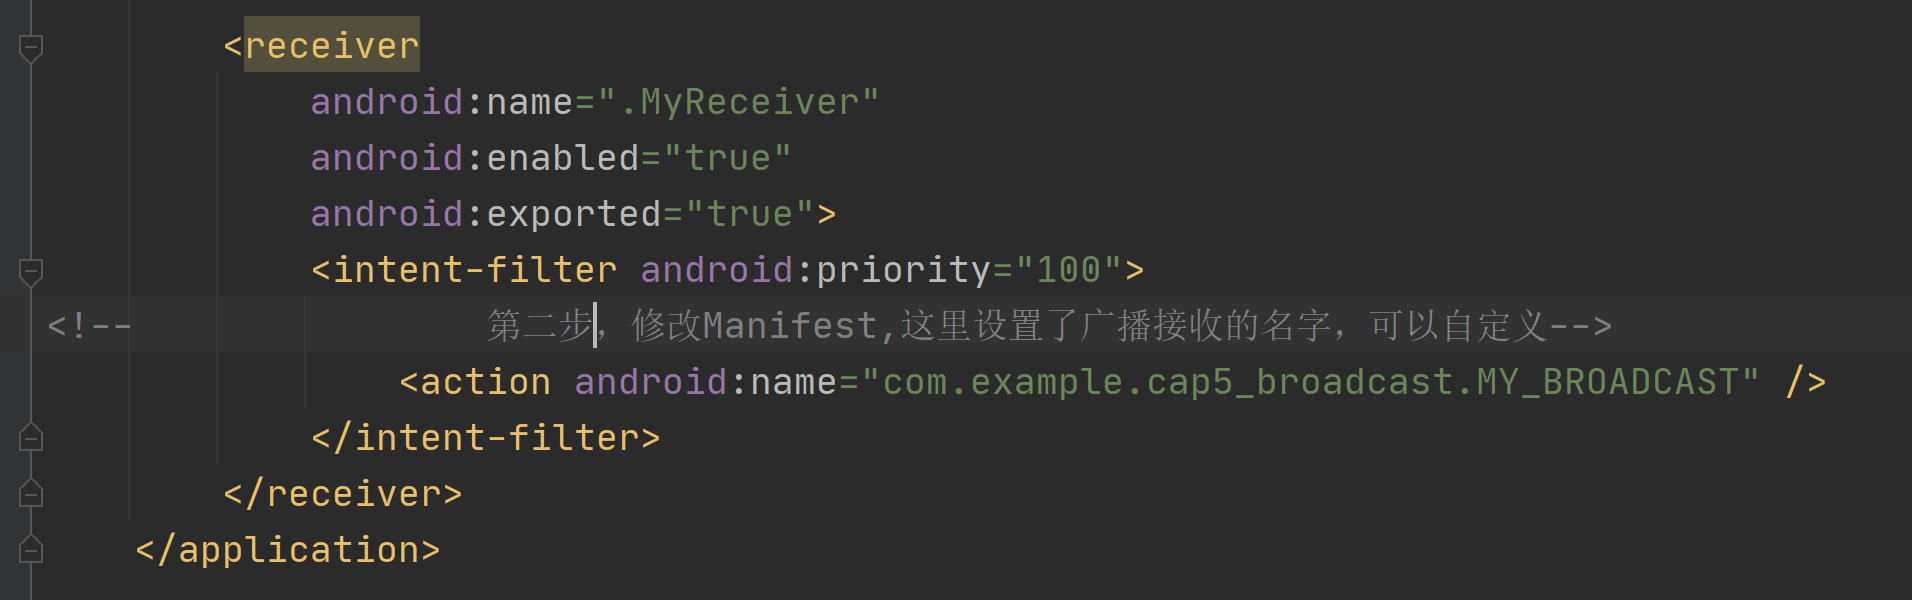 <receiver
android:name=".MyReceiver"
android:enabled="true"
android:exported="true">
<intent-filter android:priority="100">
<!-- 第二步，修改Manifest,这里设置了广播接收的名字，可以自定义-->
<action android:name="com.example.cap5_broadcast.MY_BROADCAST" />
</intent-filter>
</receiver>
</application>